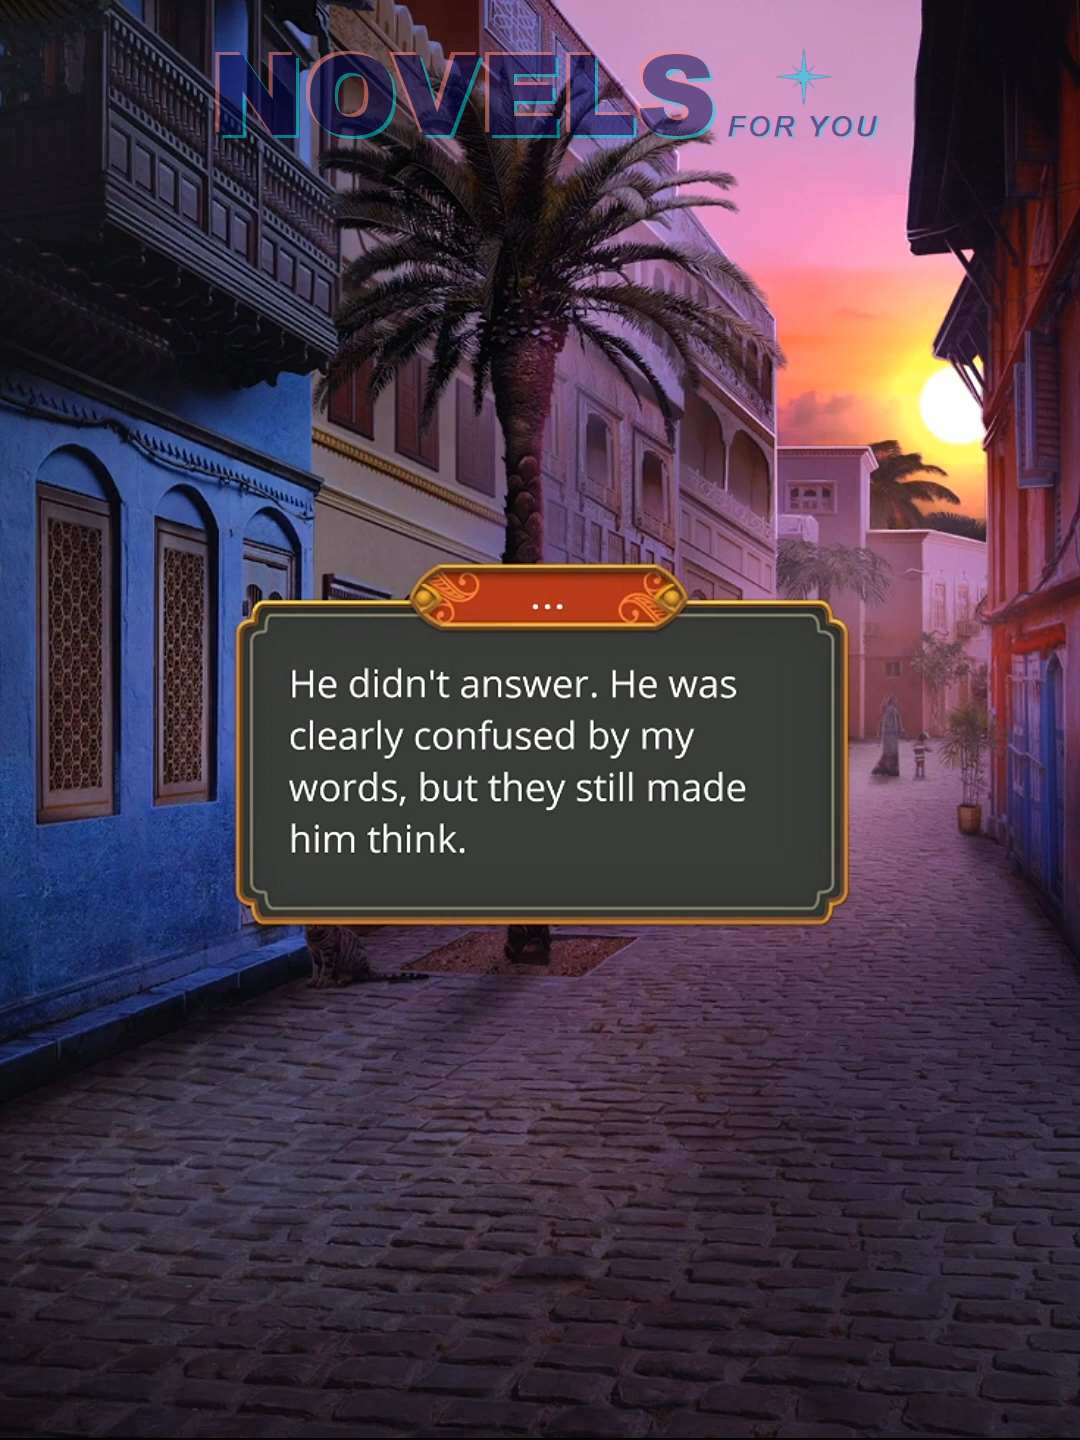 NOVELS FOR YOU
...
He didn't answer. He was
clearly confused by my
words, but they still made
him think.